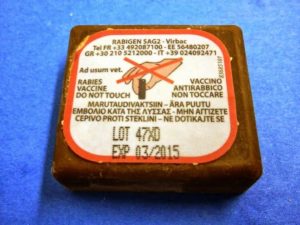 RABIGEN SAG2 - Virbac
Tel FR +33 492087100 - EE 56480207
GR +30 210 5212000 - IT +39 024092471
Ad usum vet.
RABIES VACCINO
VACCINE ANTIRABBICO
DO NOT TOUCH NON TOCCARE
MARUTAUDIVAKTSIIN - ÄRA PUUTU
ΕΜΒΟΛΙΟ ΚΑΤΑ ΤΗΣ ΛΥΣΣΑΣ - ΜΗΝ ΑΓΓΙΖΕΤΕ
CEPIVO PROTI STEKLINI - NE DOTIKAJTE SE
LOT 47XD
EXP 03/2015